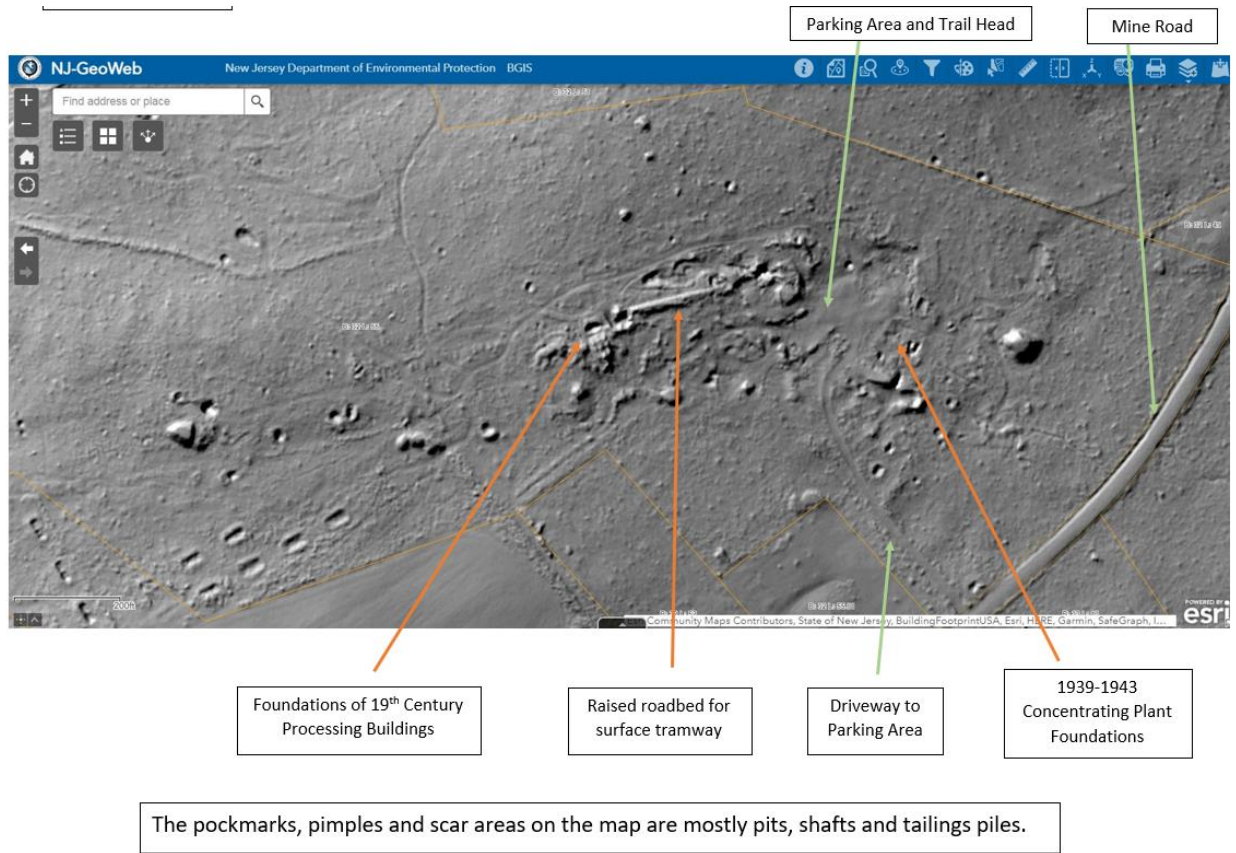 Parking Area and Trail Head
Mine Road
NJ-GeoWeb
New Jersey Department of Environmental Protection BGIS
Find address or place
200ft
Esri Community Maps Contributors, State of New Jersey, BuildingFootprintUSA, Esri, HERE, Garmin, SafeGraph, I...
POWERED BY
esri
Foundations of 19th Century
Processing Buildings
Raised roadbed for
surface tramway
Driveway to
Parking Area
1939-1943
Concentrating Plant
Foundations
The pockmarks, pimples and scar areas on the map are mostly pits, shafts and tailings piles.